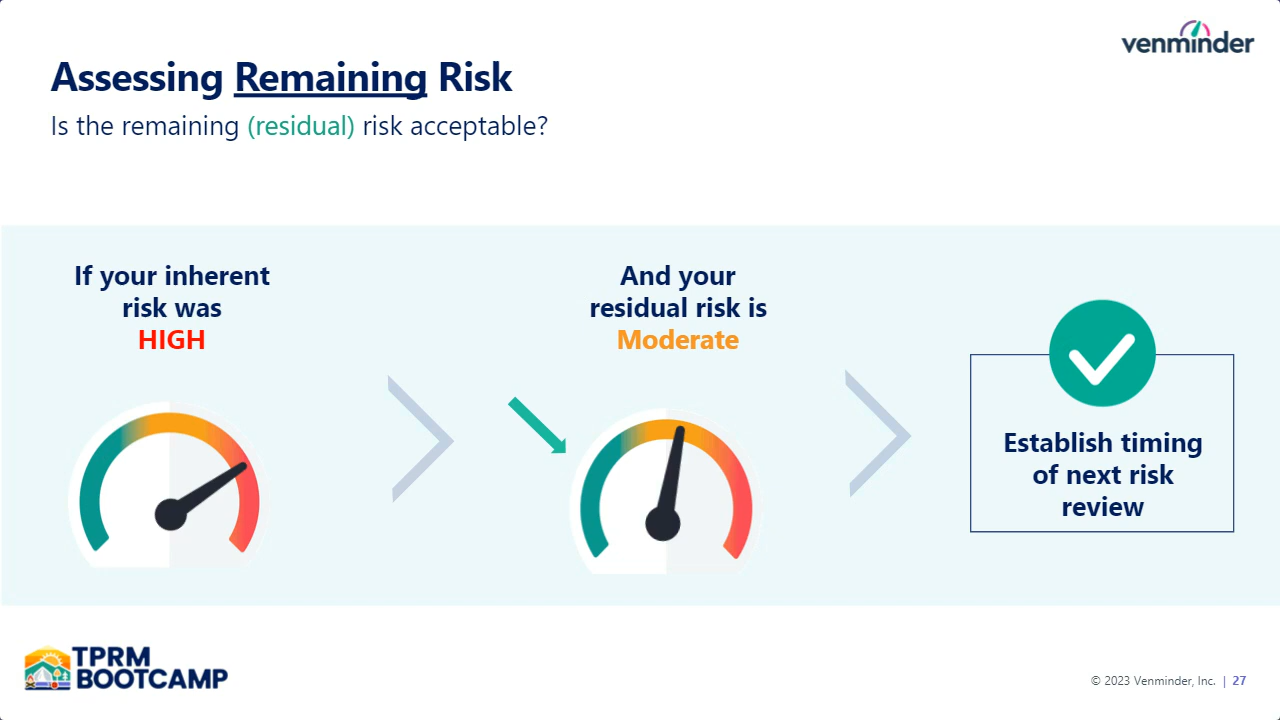 venminder
Assessing Remaining Risk
Is the remaining (residual) risk acceptable?
If your inherent
risk was
HIGH
And your
residual risk is
Moderate
Establish timing
of next risk
review
TPRM
BOOTCAMP
© 2023 Venminder, Inc. | 27